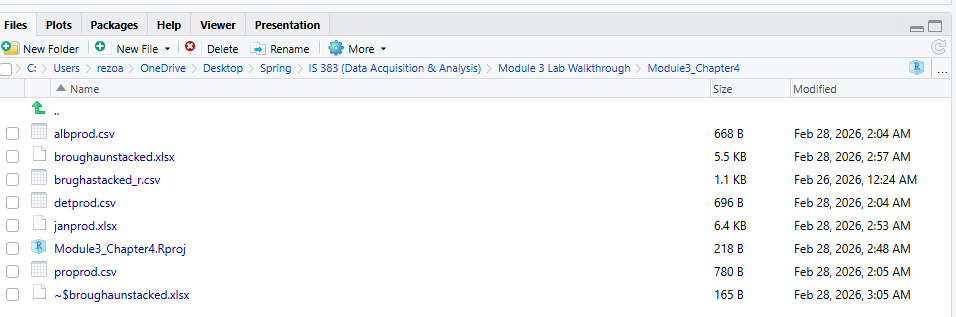 Files Plots Packages Help Viewer Presentation
New Folder New File Delete Rename More
C: Users rezoa OneDrive Desktop Spring IS 383 (Data Acquisition & Analysis) Module 3 Lab Walkthrough Module3_Chapter4 R ...
Name Size Modified
..
albprod.csv 668 B Feb 28, 2026, 2:04 AM
broughaunstacked.xlsx 5.5 KB Feb 28, 2026, 2:57 AM
brughastacked_r.csv 1.1 KB Feb 26, 2026, 12:24 AM
detprod.csv 696 B Feb 28, 2026, 2:04 AM
janprod.xlsx 6.4 KB Feb 28, 2026, 2:53 AM
R Module3_Chapter4.Rproj 218 B Feb 28, 2026, 2:48 AM
proprod.csv 780 B Feb 28, 2026, 2:05 AM
~$broughaunstacked.xlsx 165 B Feb 28, 2026, 3:05 AM